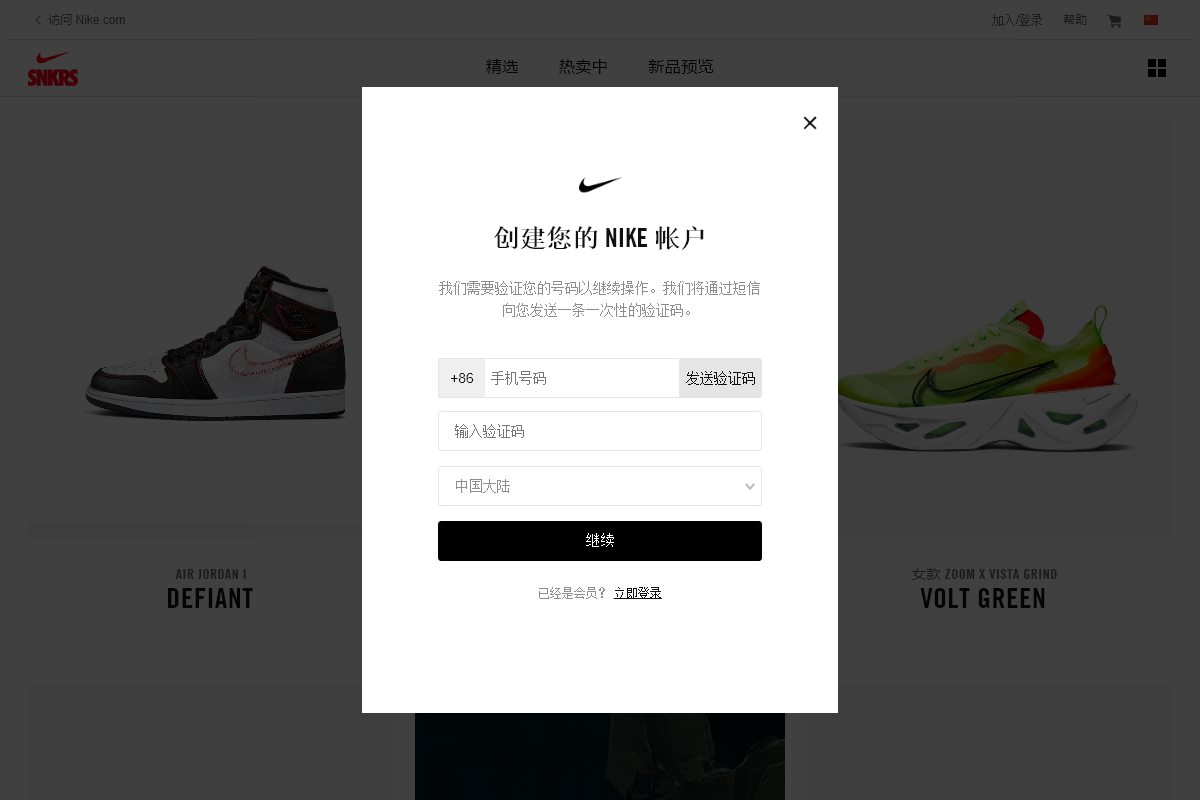 访问 Nike.com
加入/登录
帮助
SNKRS
精选
热卖中
新品预览
创建您的 NIKE 帐户
我们需要验证您的号码以继续操作。我们将通过短信
向您发送一条一次性的验证码。
+86
手机号码
发送验证码
输入验证码
中国大陆
继续
已经是会员？ 立即登录
AIR JORDAN I
DEFIANT
女款 ZOOM X VISTA GRIND
VOLT GREEN